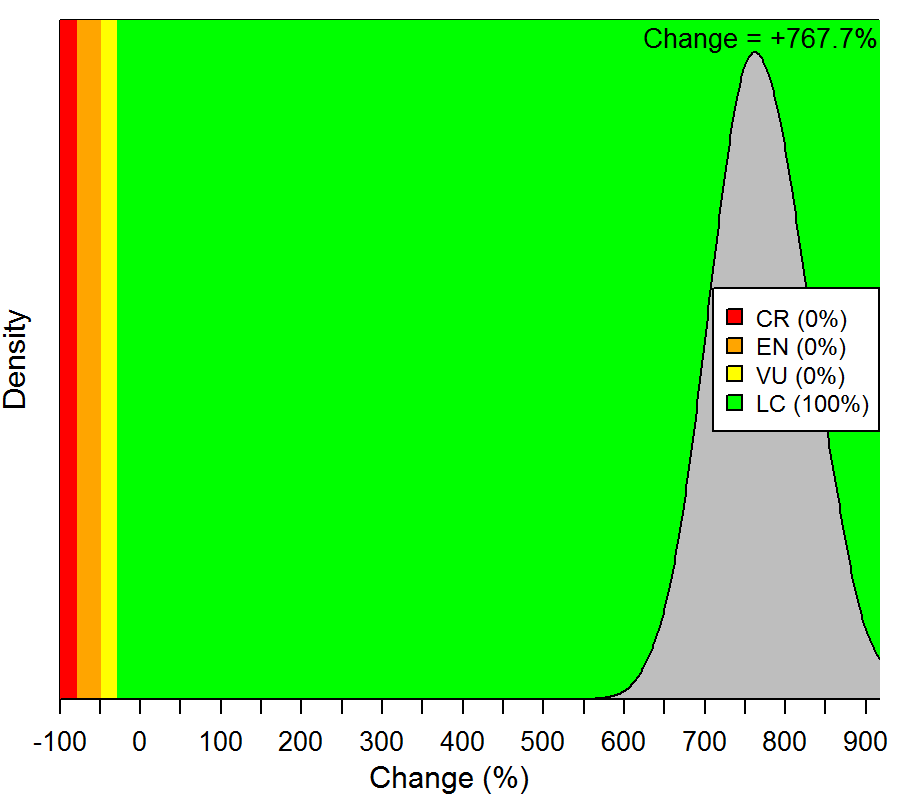 Change = +767.7%
Density
CR (0%)
EN (0%)
VU (0%)
LC (100%)
-100 0 100 200 300 400 500 600 700 800 900
Change (%)